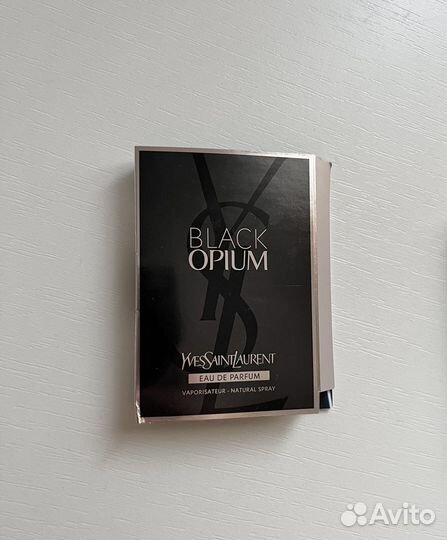 BLACK
OPIUM
YVESSAINTLAURENT
EAU DE PARFUM
VAPORISATEUR - NATURAL SPRAY
Avito